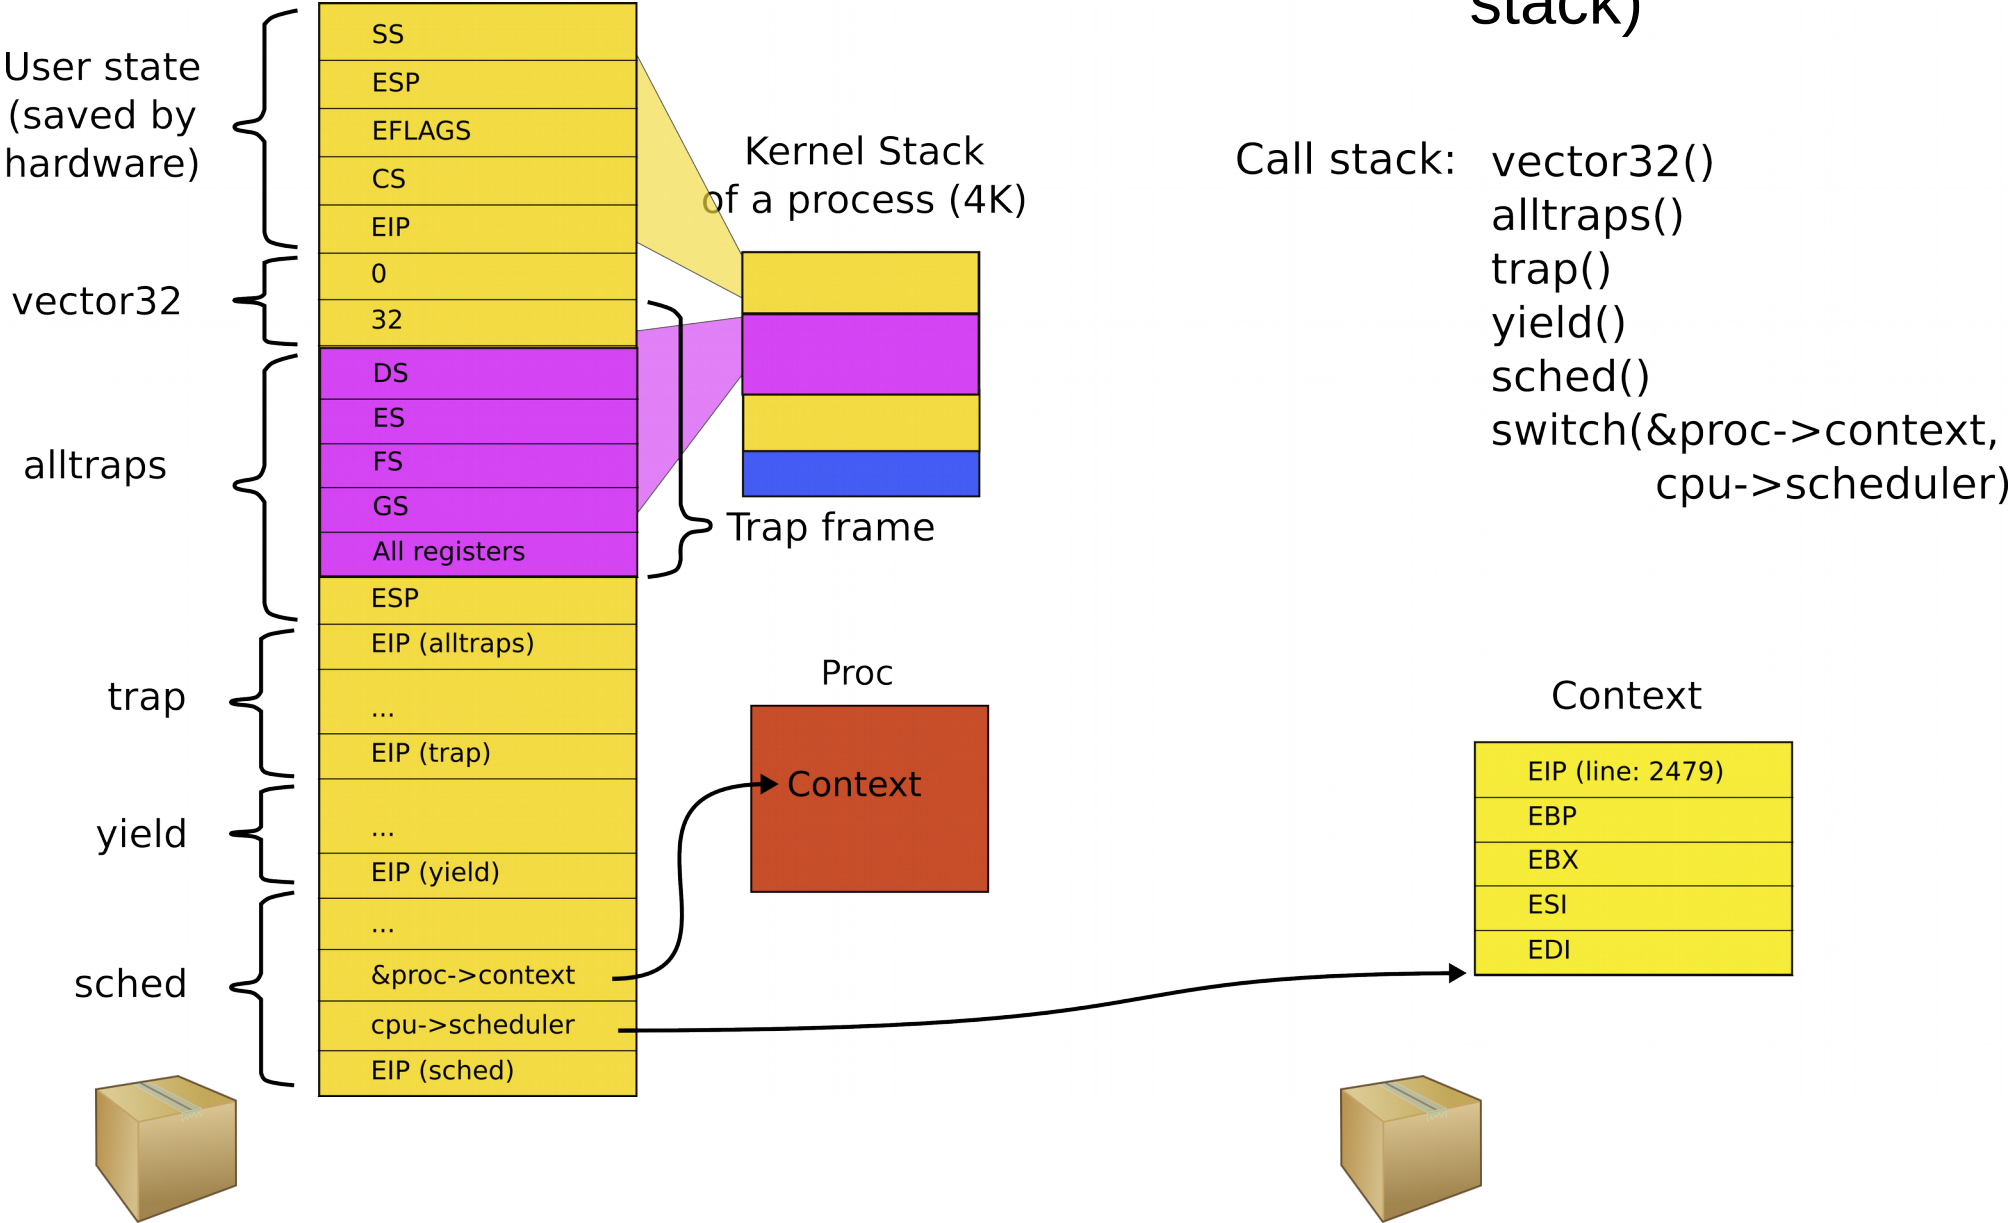 stack)
User state
(saved by
hardware)
vector32
alltraps
trap
yield
sched
SS
ESP
EFLAGS
CS
EIP
0
32
DS
ES
FS
GS
All registers
ESP
EIP (alltraps)
...
EIP (trap)
...
EIP (yield)
...
&proc->context
cpu->scheduler
EIP (sched)
Kernel Stack
of a process (4K)
Trap frame
Proc
Context
Call stack:
vector32()
alltraps()
trap()
yield()
sched()
switch(&proc->context,
cpu->scheduler)
Context
EIP (line: 2479)
EBP
EBX
ESI
EDI